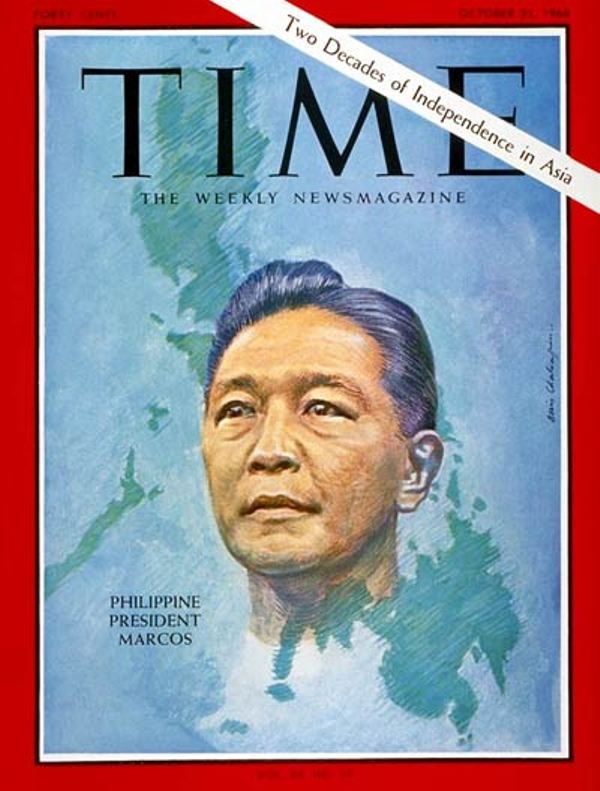 FORTY CENTS
OCTOBER 21, 1966
Two Decades of Independence in Asia
TIME
THE WEEKLY NEWSMAGAZINE
PHILIPPINE
PRESIDENT
MARCOS